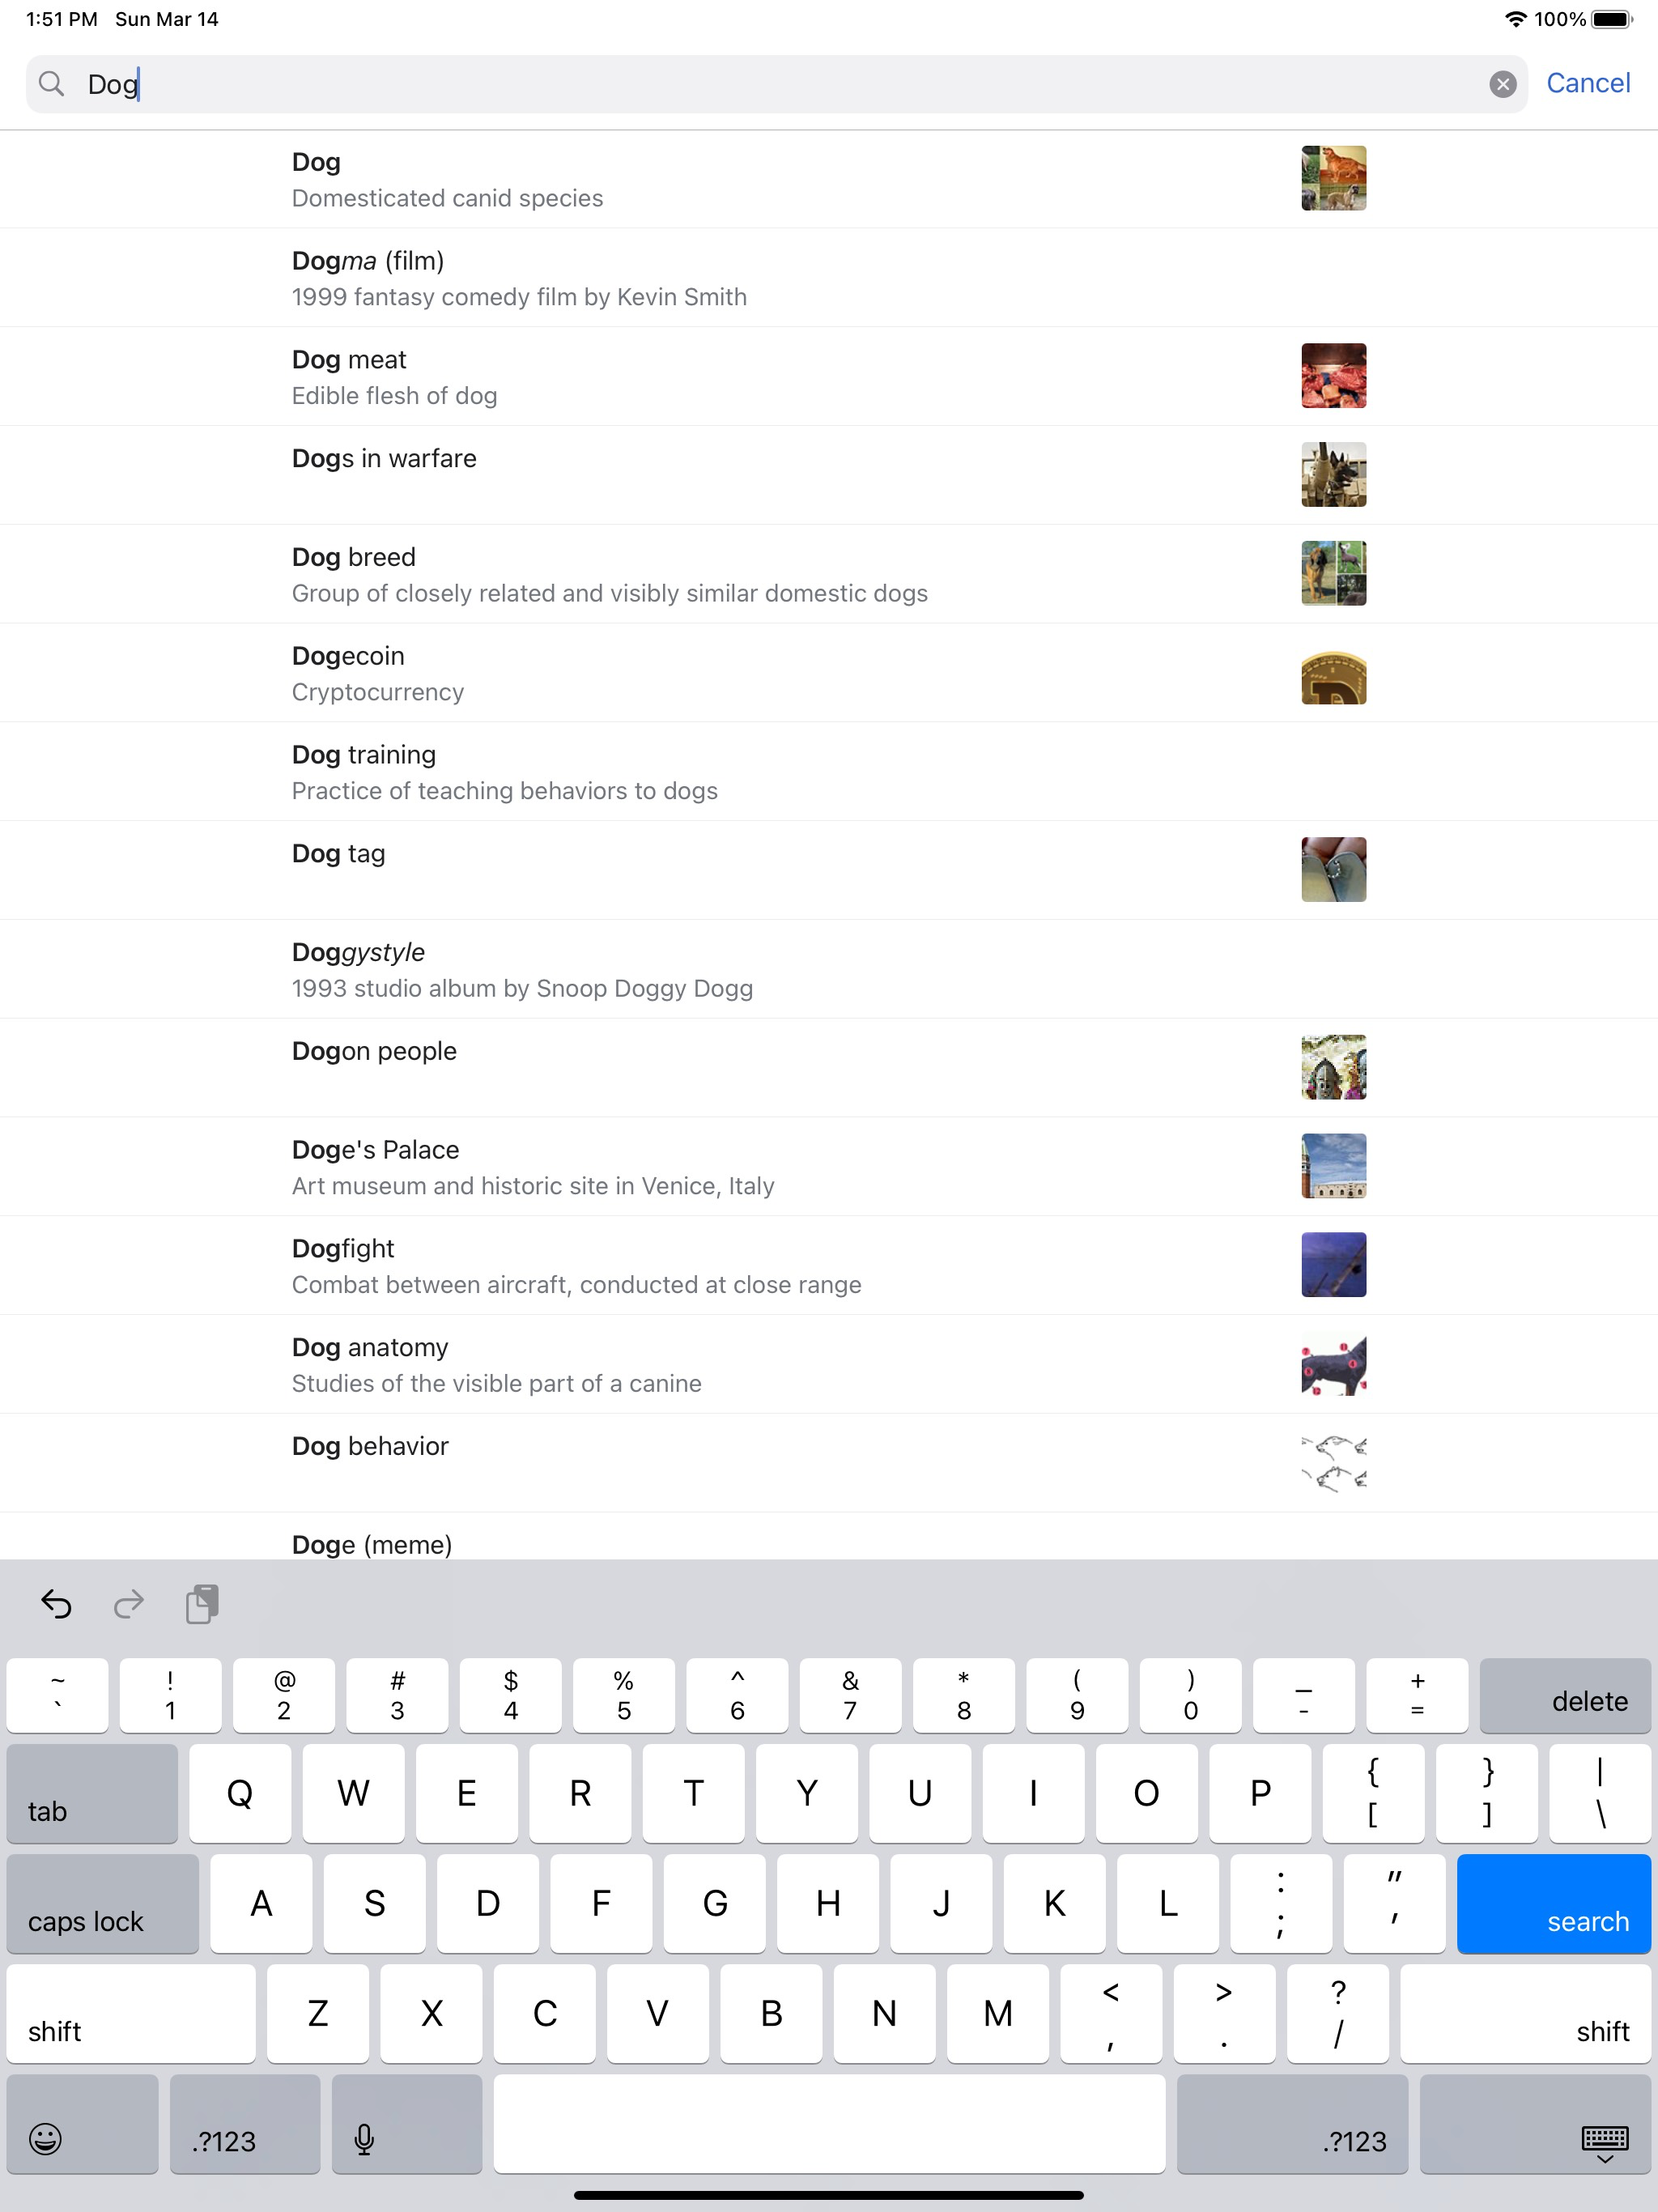 1:51 PM Sun Mar 14 100%
Dog Cancel
Dog
Domesticated canid species
Dogma (film)
1999 fantasy comedy film by Kevin Smith
Dog meat
Edible flesh of dog
Dogs in warfare
Dog breed
Group of closely related and visibly similar domestic dogs
Dogecoin
Cryptocurrency
Dog training
Practice of teaching behaviors to dogs
Dog tag
Doggystyle
1993 studio album by Snoop Doggy Dogg
Dogon people
Doge's Palace
Art museum and historic site in Venice, Italy
Dogfight
Combat between aircraft, conducted at close range
Dog anatomy
Studies of the visible part of a canine
Dog behavior
Doge (meme)
~ ! @ # $ % ^ & * ( ) _ +
` 1 2 3 4 5 6 7 8 9 0 - = delete
tab Q W E R T Y U I O P { [ } ] | \
caps lock A S D F G H J K L : ; " ' search
shift Z X C V B N M < , > . ? / shift
.?123 .?123